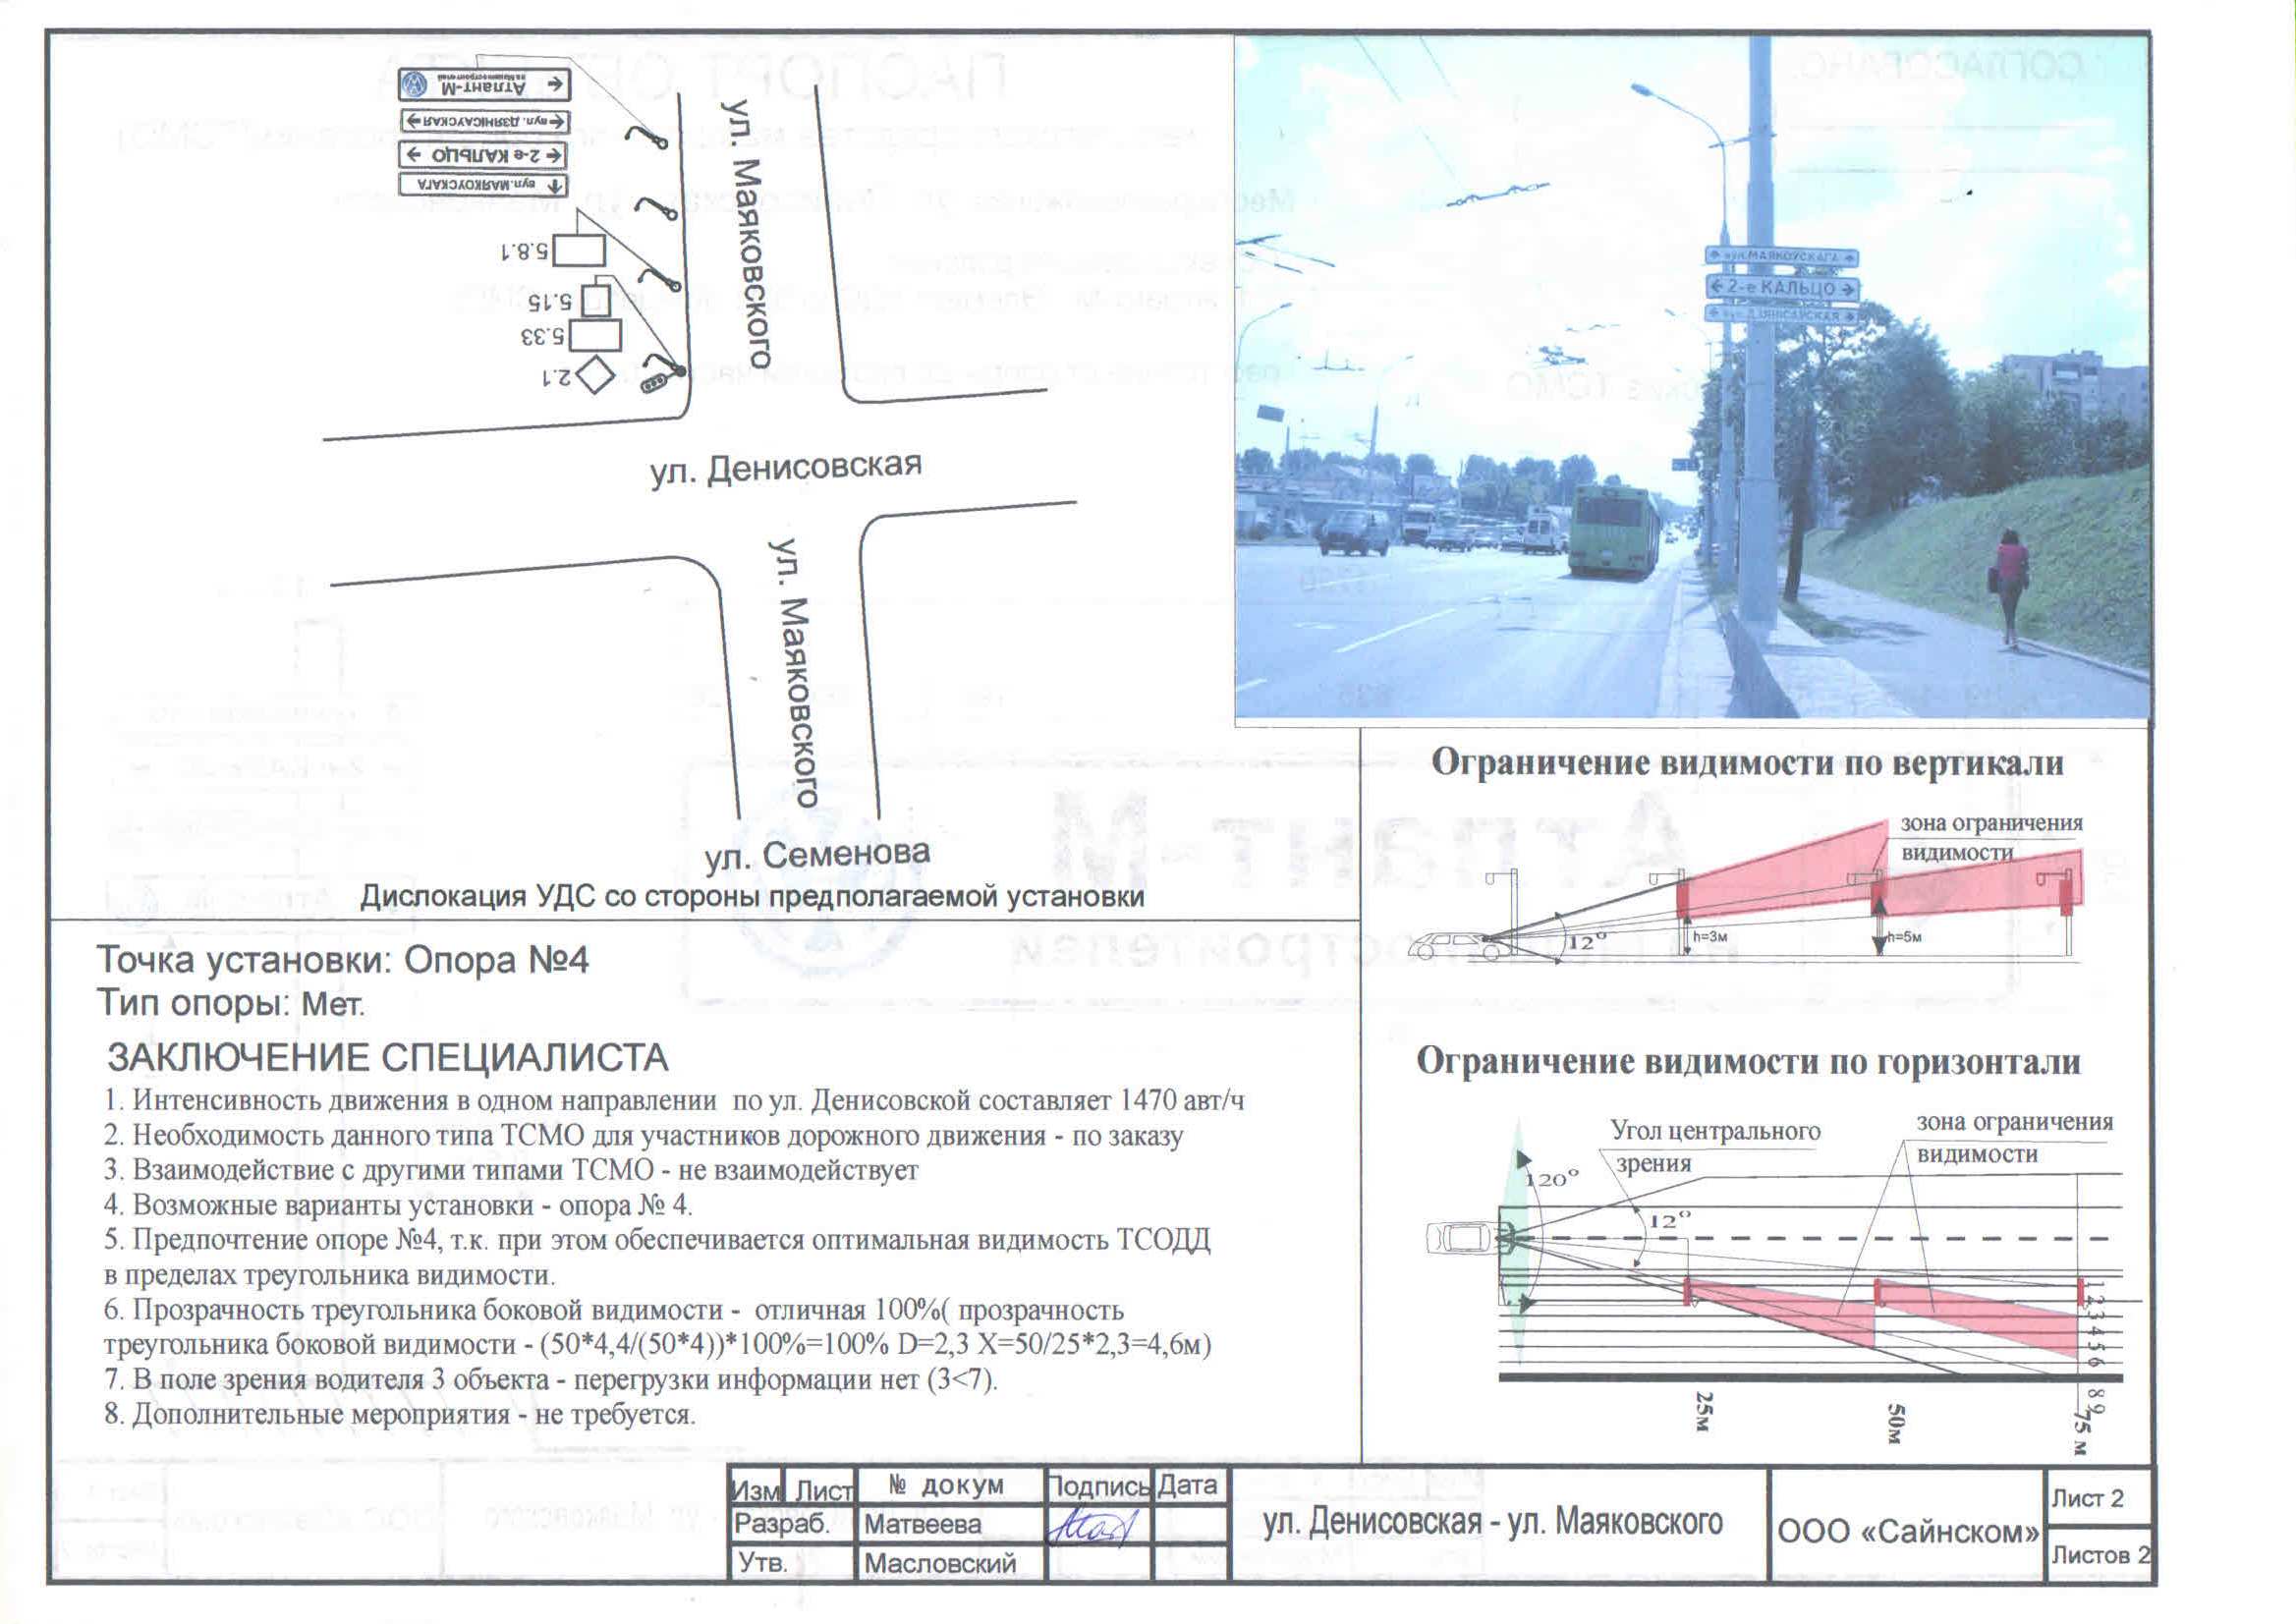 ← Атлант-М
на Машиностроителей
← вул. ДЗЯНІСАЎСКАЯ →
← 2-е КАЛЬЦО →
вул. МАЯКОЎСКАГА ↑
5.8.1
5.15
5.33
2.1
ул. Маяковского
ул. Денисовская
ул. Маяковского
ул. Семенова
Дислокация УДС со стороны предполагаемой установки
вул. МАЯКОЎСКАГА
← 2-е КАЛЬЦО →
вул. ДЗЯНІСАЎСКАЯ
Точка установки: Опора №4
Тип опоры: Мет.
ЗАКЛЮЧЕНИЕ СПЕЦИАЛИСТА
1. Интенсивность движения в одном направлении по ул. Денисовской составляет 1470 авт/ч
2. Необходимость данного типа ТСМО для участников дорожного движения - по заказу
3. Взаимодействие с другими типами ТСМО - не взаимодействует
4. Возможные варианты установки - опора № 4.
5. Предпочтение опоре №4, т.к. при этом обеспечивается оптимальная видимость ТСОДД
в пределах треугольника видимости.
6. Прозрачность треугольника боковой видимости - отличная 100%( прозрачность
треугольника боковой видимости - (50*4,4/(50*4))*100%=100% D=2,3 X=50/25*2,3=4,6м)
7. В поле зрения водителя 3 объекта - перегрузки информации нет (3<7).
8. Дополнительные мероприятия - не требуется.
Ограничение видимости по вертикали
зона ограничения
видимости
12°
h=3м
h=5м
Ограничение видимости по горизонтали
Угол центрального
зрения
зона ограничения
видимости
120°
12°
1 2 3 4 5 6 8 9
25м
50м
75 м
Изм Лист № докум Подпись Дата
Разраб. Матвеева
Утв. Масловский
ул. Денисовская - ул. Маяковского
ООО «Сайнском»
Лист 2
Листов 2